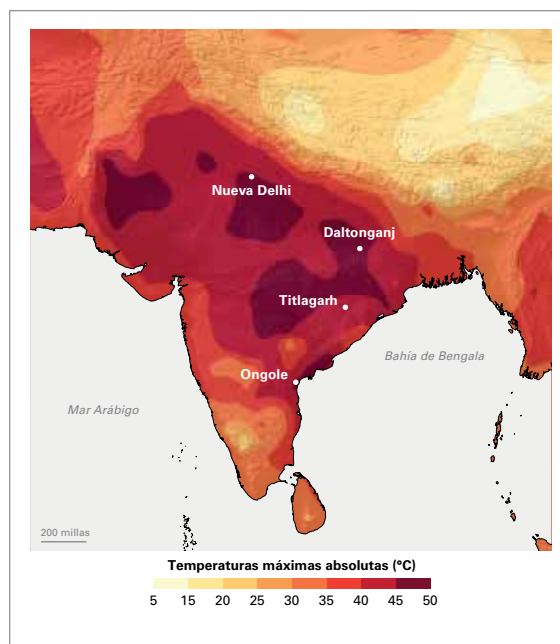 Nueva Delhi
Daltonganj
Titlagarh
Bahía de Bengala
Ongole
Mar Arábigo
200 millas
Temperaturas máximas absolutas (ºC)
5 15 20 25 30 35 40 45 50